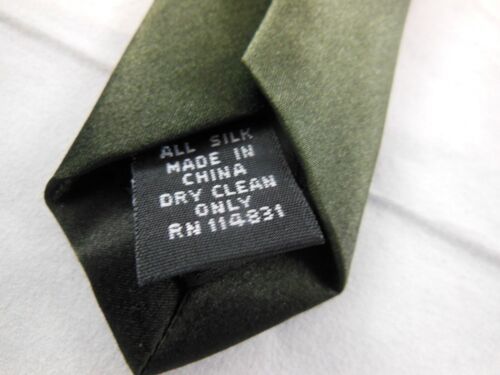 ALL SILK
MADE IN
CHINA
DRY CLEAN
ONLY
RN 114831